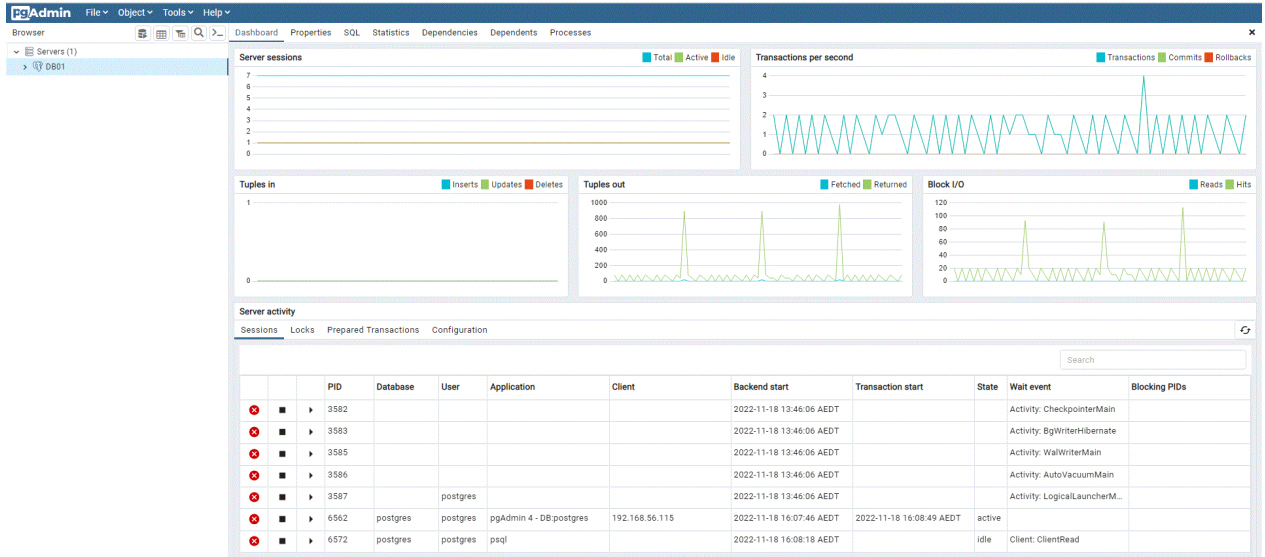 pgAdmin File Object Tools Help
Browser
Dashboard Properties SQL Statistics Dependencies Dependents Processes
Servers (1)
DB01
Server sessions Total Active Idle
7
6
5
4
3
2
1
0
Transactions per second Transactions Commits Rollbacks
4
3
2
1
0
Tuples in Inserts Updates Deletes
1
0
Tuples out Fetched Returned
1000
800
600
400
200
0
Block I/O Reads Hits
120
100
80
60
40
20
0
Server activity
Sessions Locks Prepared Transactions Configuration
Search
PID Database User Application Client Backend start Transaction start State Wait event Blocking PIDs
3582 2022-11-18 13:46:06 AEDT Activity: CheckpointerMain
3583 2022-11-18 13:46:06 AEDT Activity: BgWriterHibernate
3585 2022-11-18 13:46:06 AEDT Activity: WalWriterMain
3586 2022-11-18 13:46:06 AEDT Activity: AutoVacuumMain
3587 postgres 2022-11-18 13:46:06 AEDT Activity: LogicalLauncherM...
6562 postgres postgres pgAdmin 4 - DB:postgres 192.168.56.115 2022-11-18 16:07:46 AEDT 2022-11-18 16:08:49 AEDT active
6572 postgres postgres psql 2022-11-18 16:08:18 AEDT idle Client: ClientRead